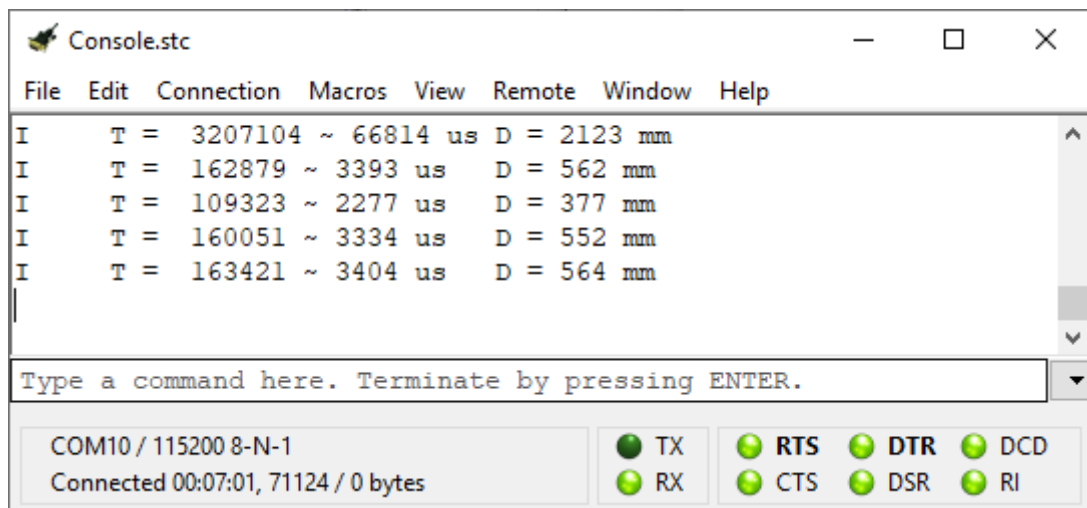 Console.stc
File Edit Connection Macros View Remote Window Help
I T = 3207104 ~ 66814 us D = 2123 mm
I T = 162879 ~ 3393 us D = 562 mm
I T = 109323 ~ 2277 us D = 377 mm
I T = 160051 ~ 3334 us D = 552 mm
I T = 163421 ~ 3404 us D = 564 mm
Type a command here. Terminate by pressing ENTER.
COM10 / 115200 8-N-1 TX RTS DTR DCD
Connected 00:07:01, 71124 / 0 bytes RX CTS DSR RI